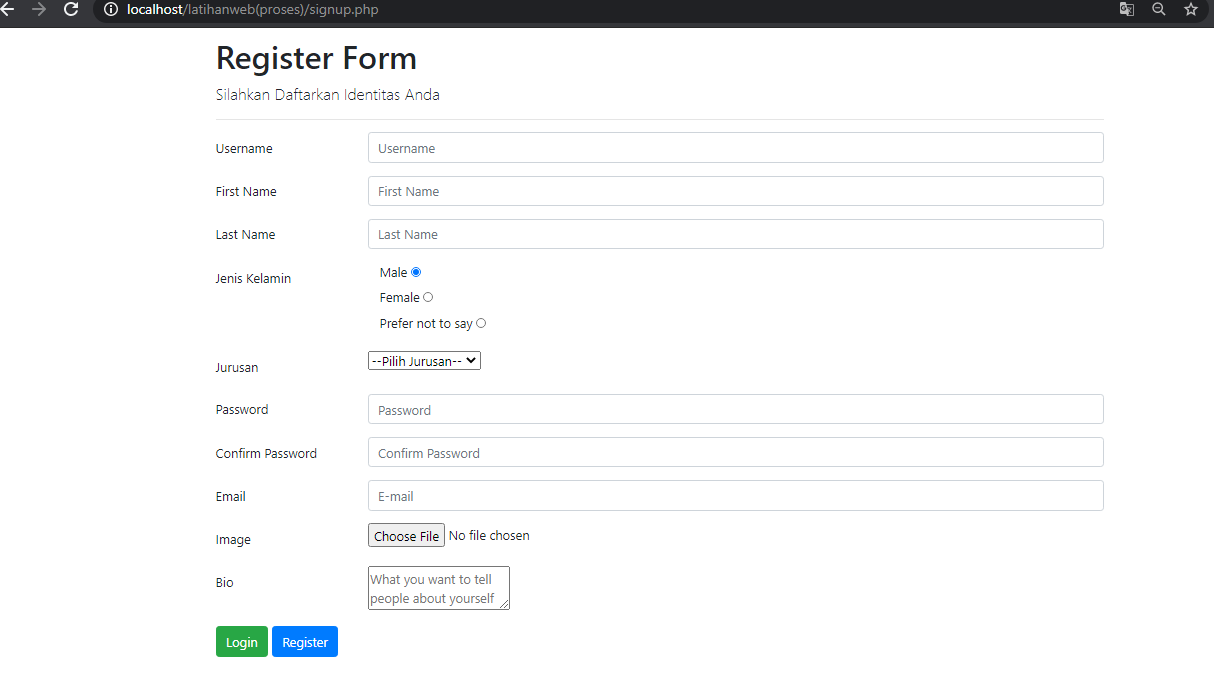 localhost/latihanweb(proses)/signup.php
Register Form
Silahkan Daftarkan Identitas Anda
Username Username
First Name First Name
Last Name Last Name
Jenis Kelamin Male
Female
Prefer not to say
Jurusan --Pilih Jurusan--
Password Password
Confirm Password Confirm Password
Email E-mail
Image Choose File No file chosen
Bio What you want to tell
people about yourself
Login Register